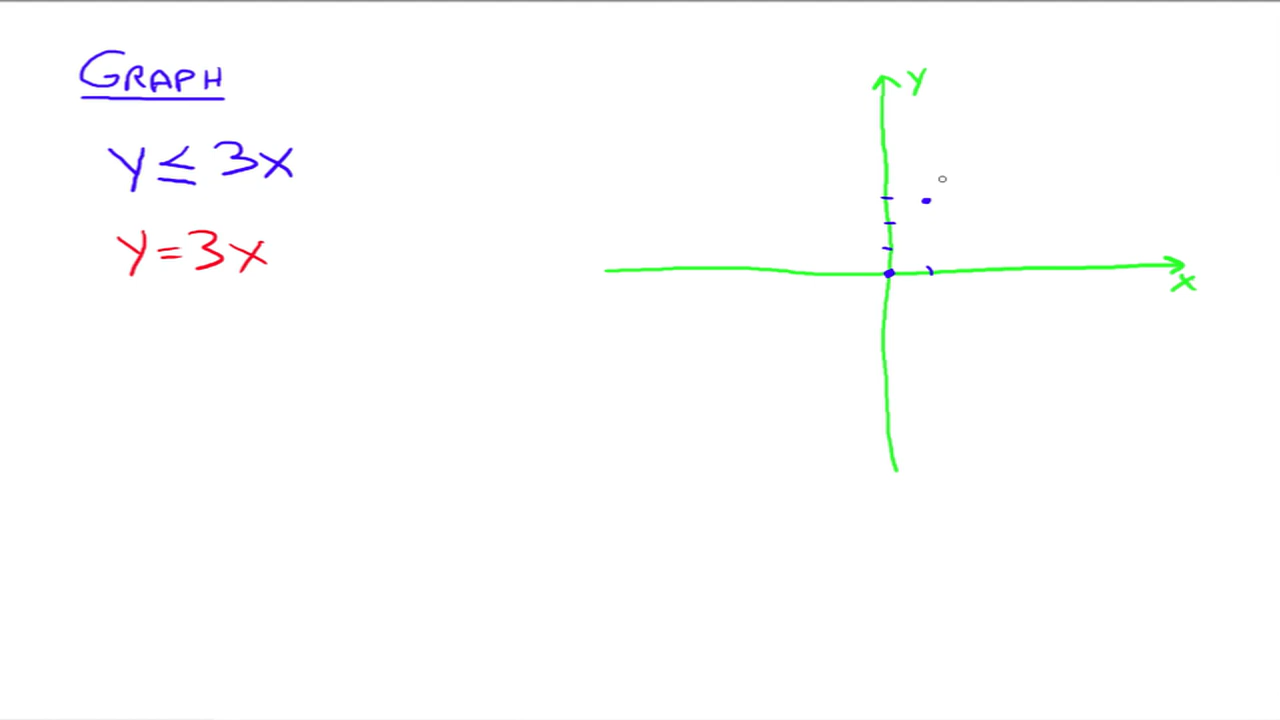 GRAPH
y ≤ 3x
y = 3x
y
x